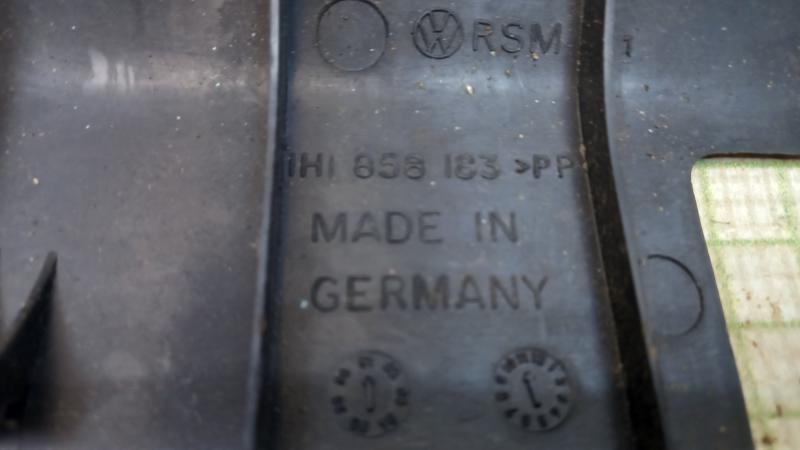 RSM
1H1 858 183 >PP
MADE IN
GERMANY